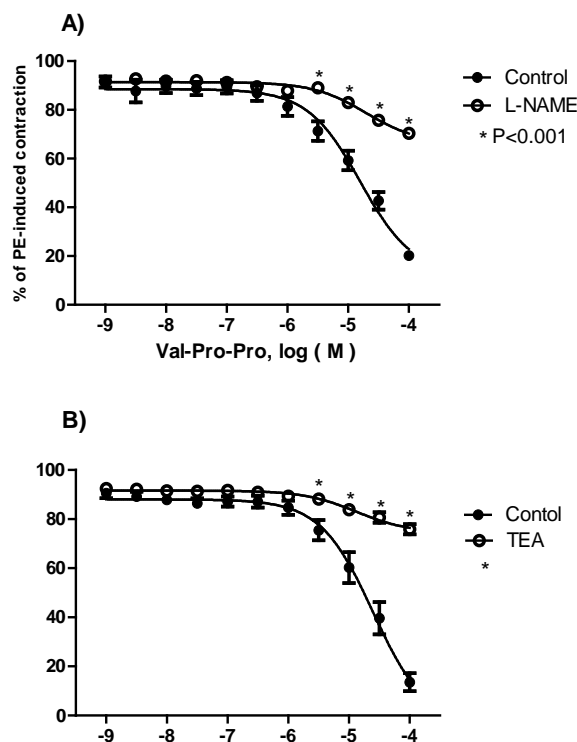 A)
% of PE-induced contraction
100
80
60
40
20
0
-9 -8 -7 -6 -5 -4
Val-Pro-Pro, log ( M )
* * * *
Control
L-NAME
* P<0.001
B)
100
80
60
40
20
0
-9 -8 -7 -6 -5 -4
* * * *
Contol
TEA
*